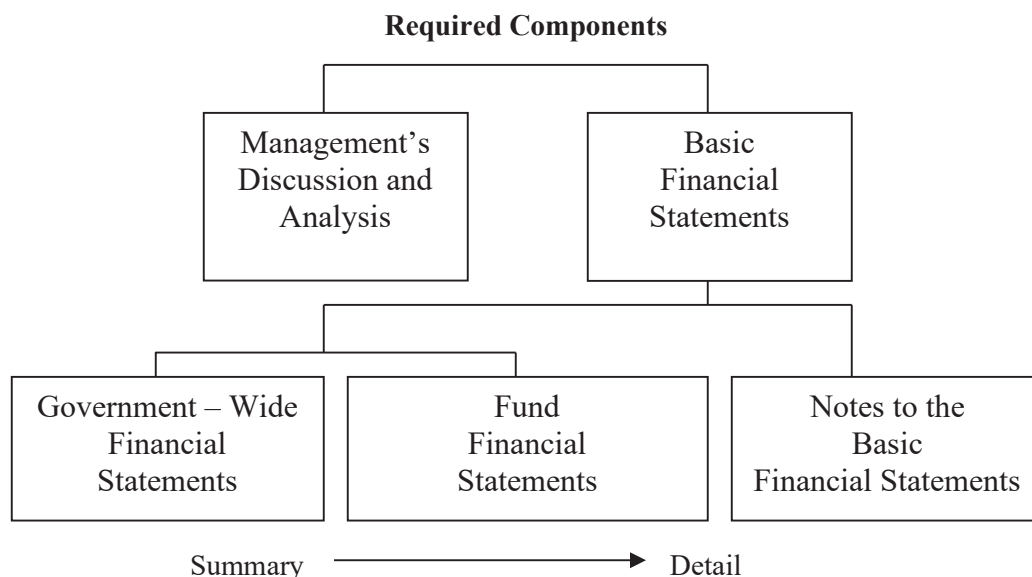 Required Components
Management’s
Discussion and
Analysis
Basic
Financial
Statements
Government – Wide
Financial
Statements
Fund
Financial
Statements
Notes to the
Basic
Financial Statements
Summary
Detail